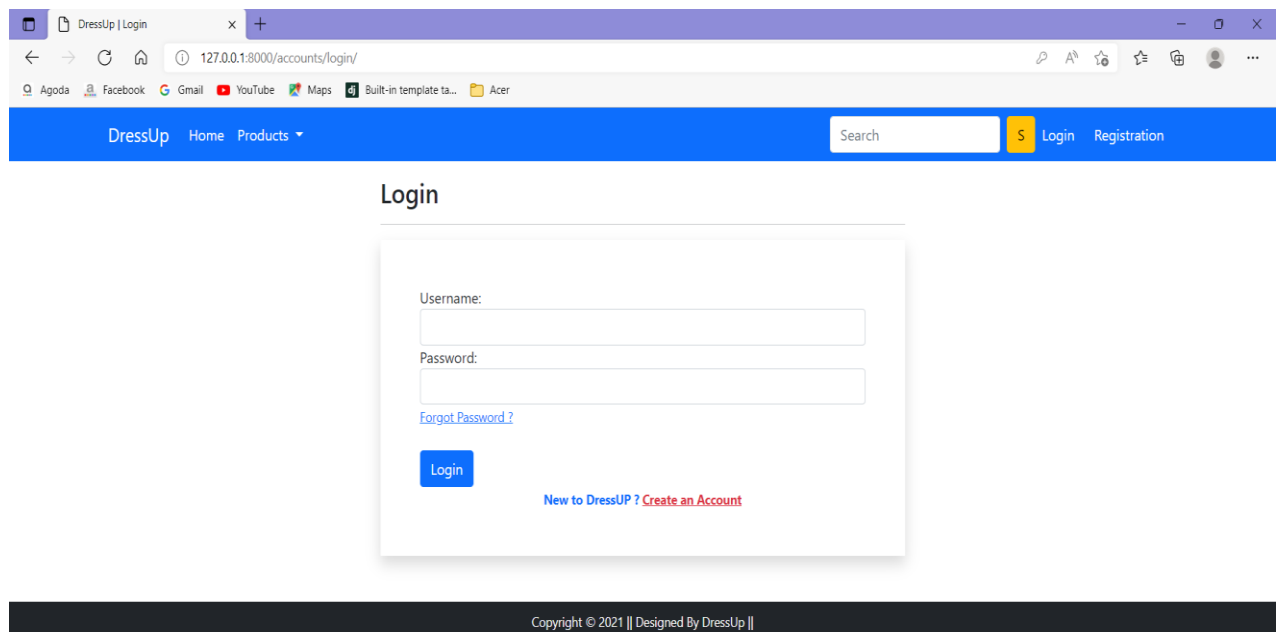 DressUp | Login
127.0.0.1:8000/accounts/login/
Agoda Facebook Gmail YouTube Maps Built-in template ta... Acer
DressUp Home Products Search S Login Registration
Login
Username:
Password:
Forgot Password ?
Login
New to DressUP ? Create an Account
Copyright © 2021 || Designed By DressUp ||